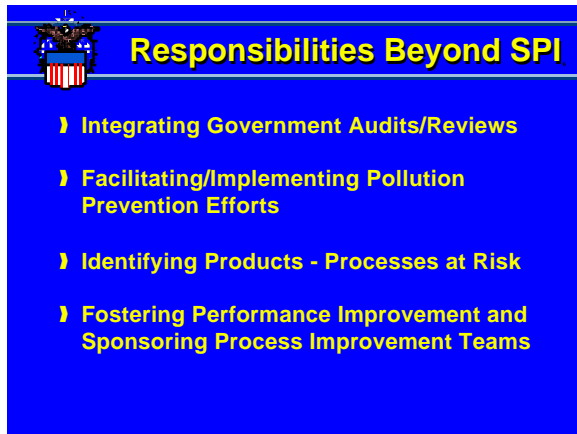 Responsibilities Beyond SPI
Integrating Government Audits/Reviews
Facilitating/Implementing Pollution
Prevention Efforts
Identifying Products - Processes at Risk
Fostering Performance Improvement and
Sponsoring Process Improvement Teams